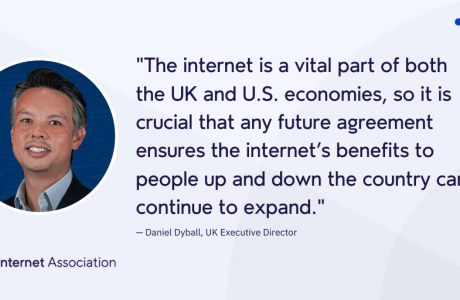 "The internet is a vital part of both
the UK and U.S. economies, so it is
crucial that any future agreement
ensures the internet's benefits to
people up and down the country can
continue to expand."
— Daniel Dyball, UK Executive Director
Internet Association